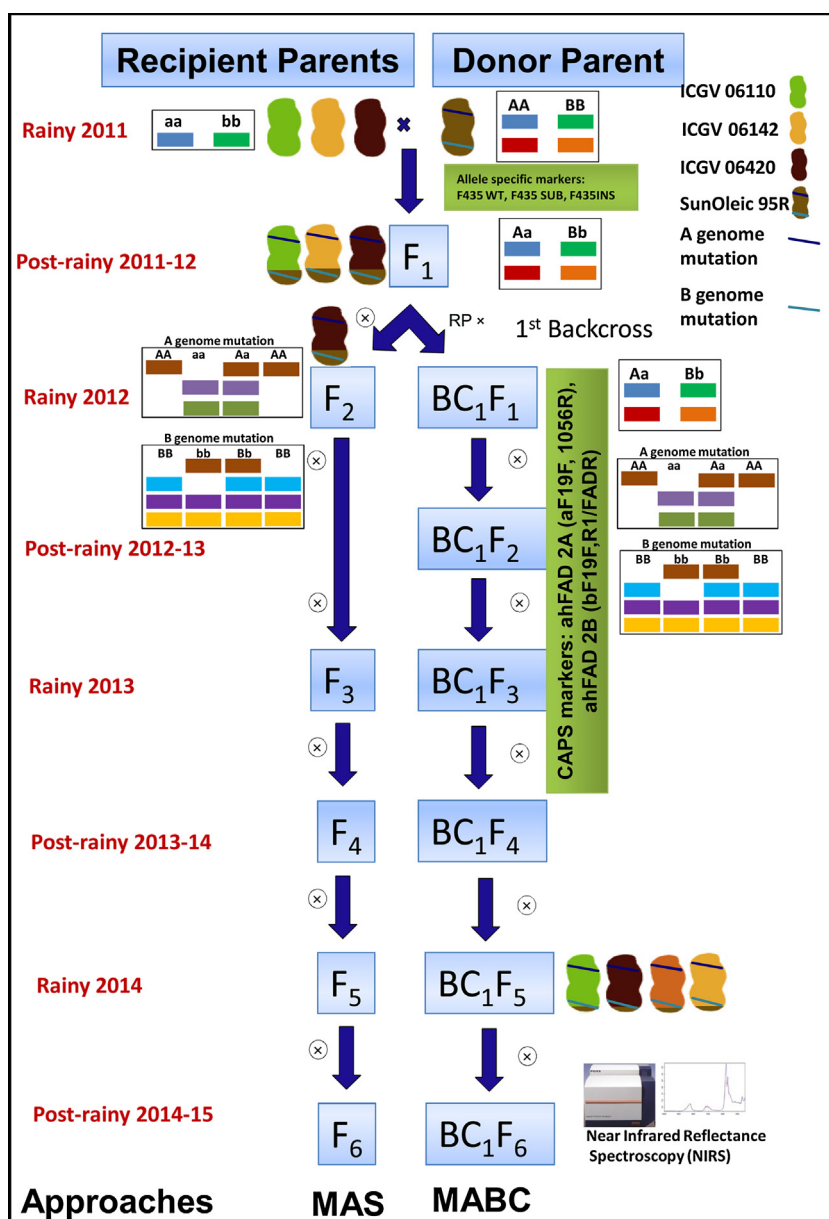 Recipient Parents
Donor Parent
Rainy 2011
aa bb
AA BB
ICGV 06110
ICGV 06142
ICGV 06420
SunOleic 95R
A genome
mutation
B genome
mutation
Allele specific markers:
F435 WT, F435 SUB, F435INS
Post-rainy 2011-12
F1
Aa Bb
RP ×
1st Backcross
A genome mutation
AA aa Aa AA
Rainy 2012
F2
BC1F1
Aa Bb
B genome mutation
BB bb Bb BB
A genome mutation
AA aa Aa AA
Post-rainy 2012-13
BC1F2
B genome mutation
BB bb Bb BB
CAPS markers: ahFAD 2A (aF19F, 1056R),
ahFAD 2B (bF19F,R1/FADR)
Rainy 2013
F3
BC1F3
Post-rainy 2013-14
F4
BC1F4
Rainy 2014
F5
BC1F5
Post-rainy 2014-15
F6
BC1F6
Near Infrared Reflectance
Spectroscopy (NIRS)
Approaches
MAS
MABC